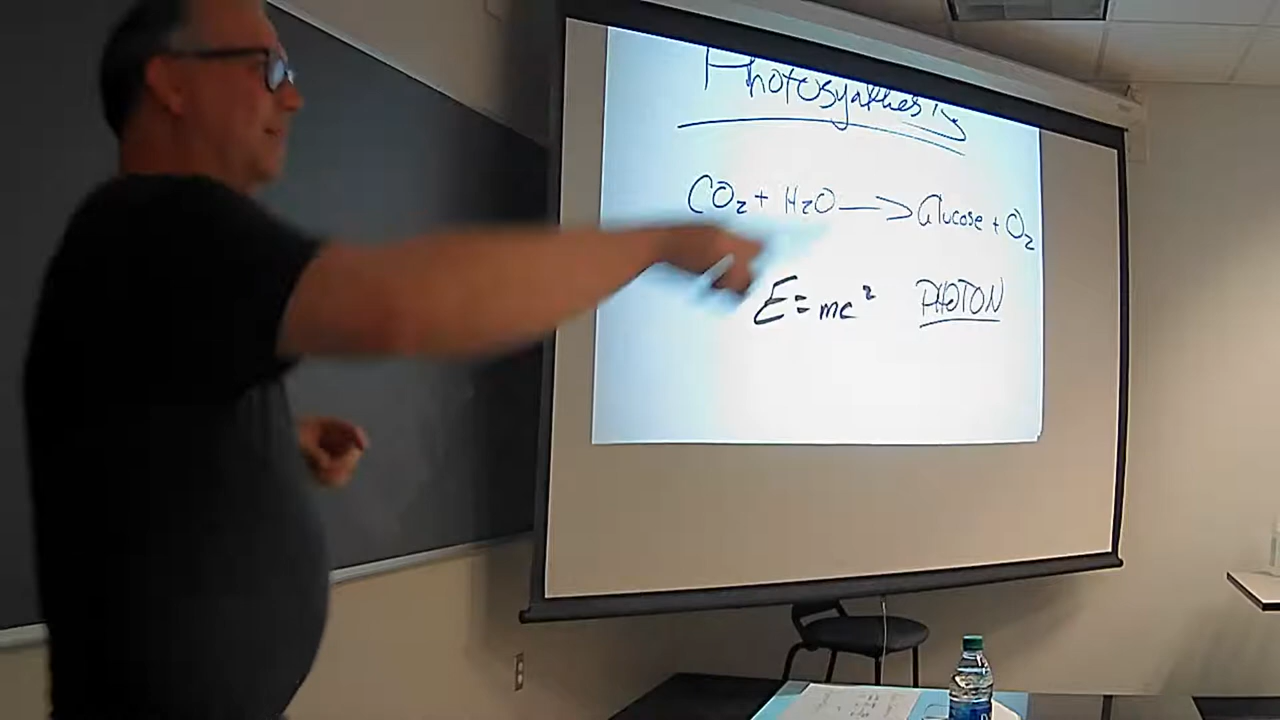 Photosynthesis
CO₂ + H₂O → Glucose + O₂
E=mc² PHOTON